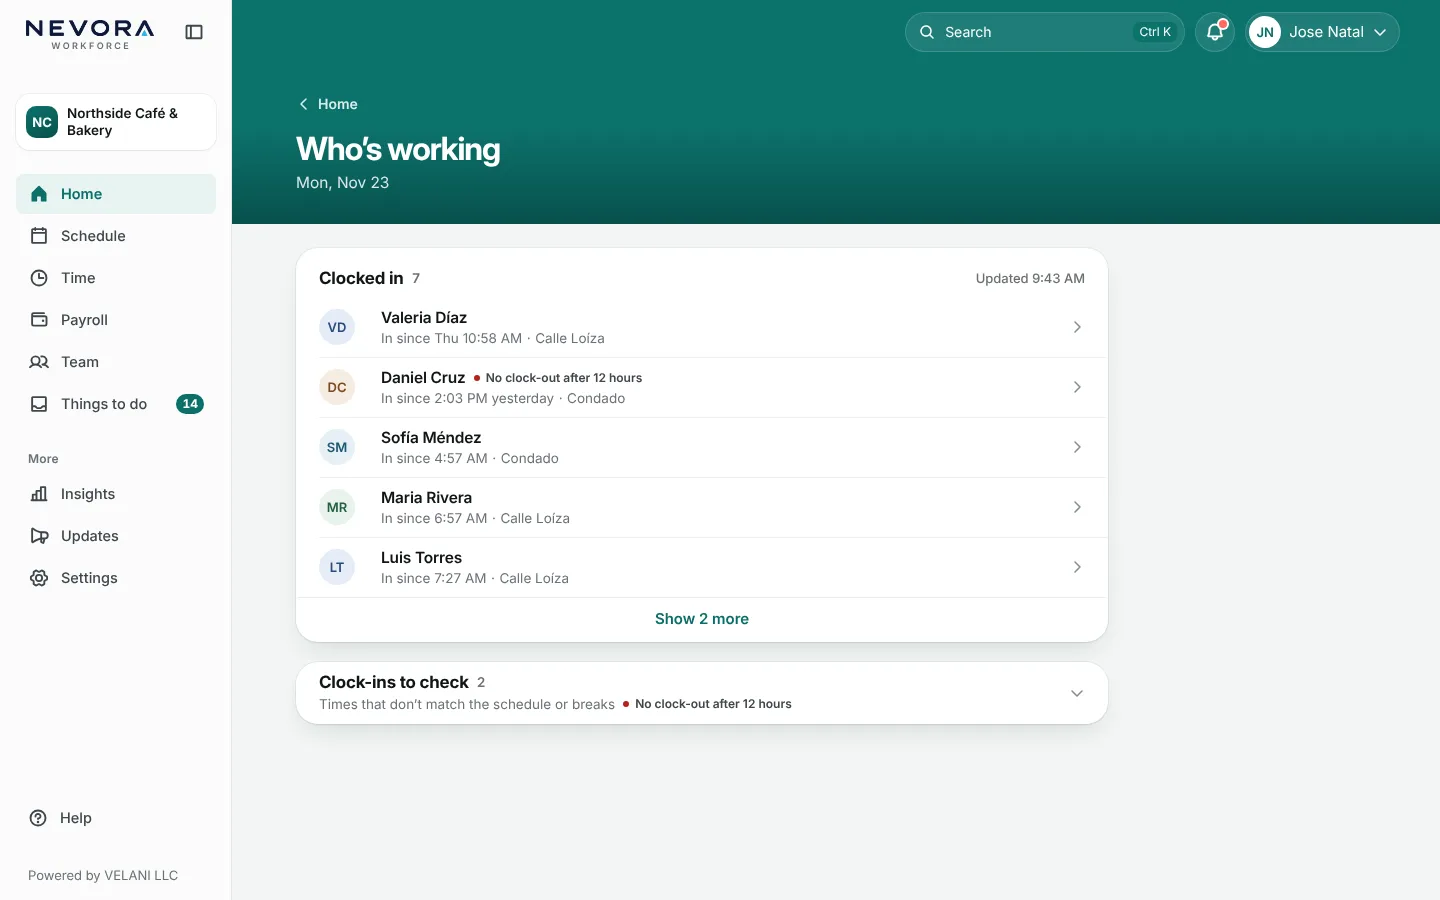 NEVORA
WORKFORCE
Search
Ctrl K
JN
Jose Natal
NC
Northside Café &
Bakery
Home
Schedule
Time
Payroll
Team
Things to do
14
More
Insights
Updates
Settings
Help
Powered by VELANI LLC
Home
Who's working
Mon, Nov 23
Clocked in 7
Updated 9:43 AM
VD
Valeria Díaz
In since Thu 10:58 AM · Calle Loíza
DC
Daniel Cruz • No clock-out after 12 hours
In since 2:03 PM yesterday · Condado
SM
Sofía Méndez
In since 4:57 AM · Condado
MR
Maria Rivera
In since 6:57 AM · Calle Loíza
LT
Luis Torres
In since 7:27 AM · Calle Loíza
Show 2 more
Clock-ins to check 2
Times that don't match the schedule or breaks • No clock-out after 12 hours